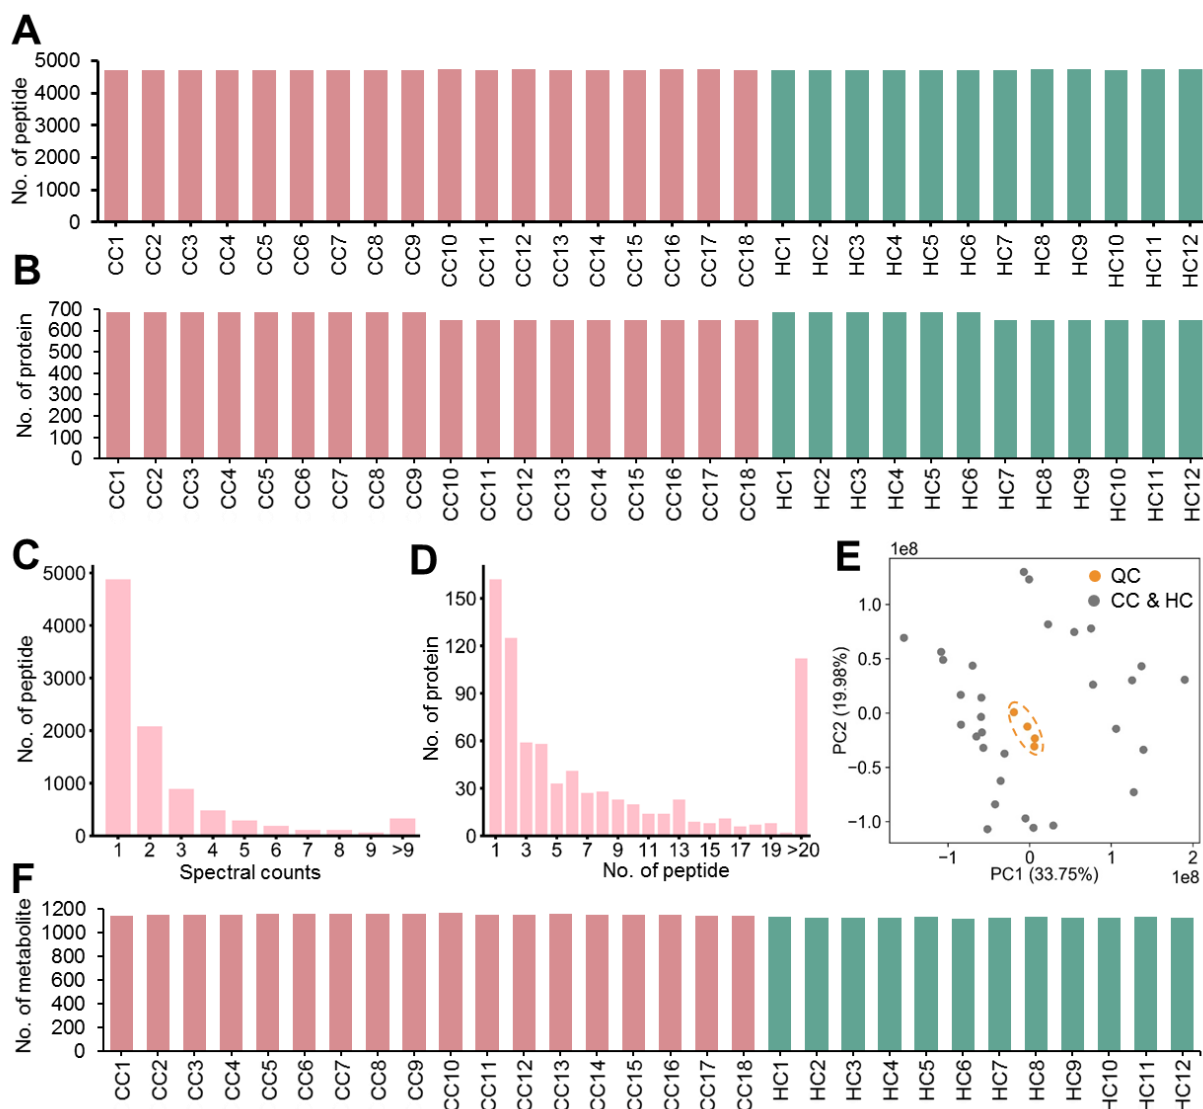 A
No. of peptide
5000
4000
3000
2000
1000
0
CC1 CC2 CC3 CC4 CC5 CC6 CC7 CC8 CC9 CC10 CC11 CC12 CC13 CC14 CC15 CC16 CC17 CC18 HC1 HC2 HC3 HC4 HC5 HC6 HC7 HC8 HC9 HC10 HC11 HC12
B
No. of protein
700
600
500
400
300
200
100
0
CC1 CC2 CC3 CC4 CC5 CC6 CC7 CC8 CC9 CC10 CC11 CC12 CC13 CC14 CC15 CC16 CC17 CC18 HC1 HC2 HC3 HC4 HC5 HC6 HC7 HC8 HC9 HC10 HC11 HC12
C
No. of peptide
5000
4000
3000
2000
1000
0
1 2 3 4 5 6 7 8 9 >9
Spectral counts
D
No. of protein
150
120
90
60
30
0
1 3 5 7 9 11 13 15 17 19 >20
No. of peptide
E
1e8
QC
CC & HC
PC2 (19.98%)
1.0
0.5
0.0
−0.5
−1.0
−1 0 1 2
PC1 (33.75%)
1e8
F
No. of metabolite
1200
1000
800
600
400
200
0
CC1 CC2 CC3 CC4 CC5 CC6 CC7 CC8 CC9 CC10 CC11 CC12 CC13 CC14 CC15 CC16 CC17 CC18 HC1 HC2 HC3 HC4 HC5 HC6 HC7 HC8 HC9 HC10 HC11 HC12